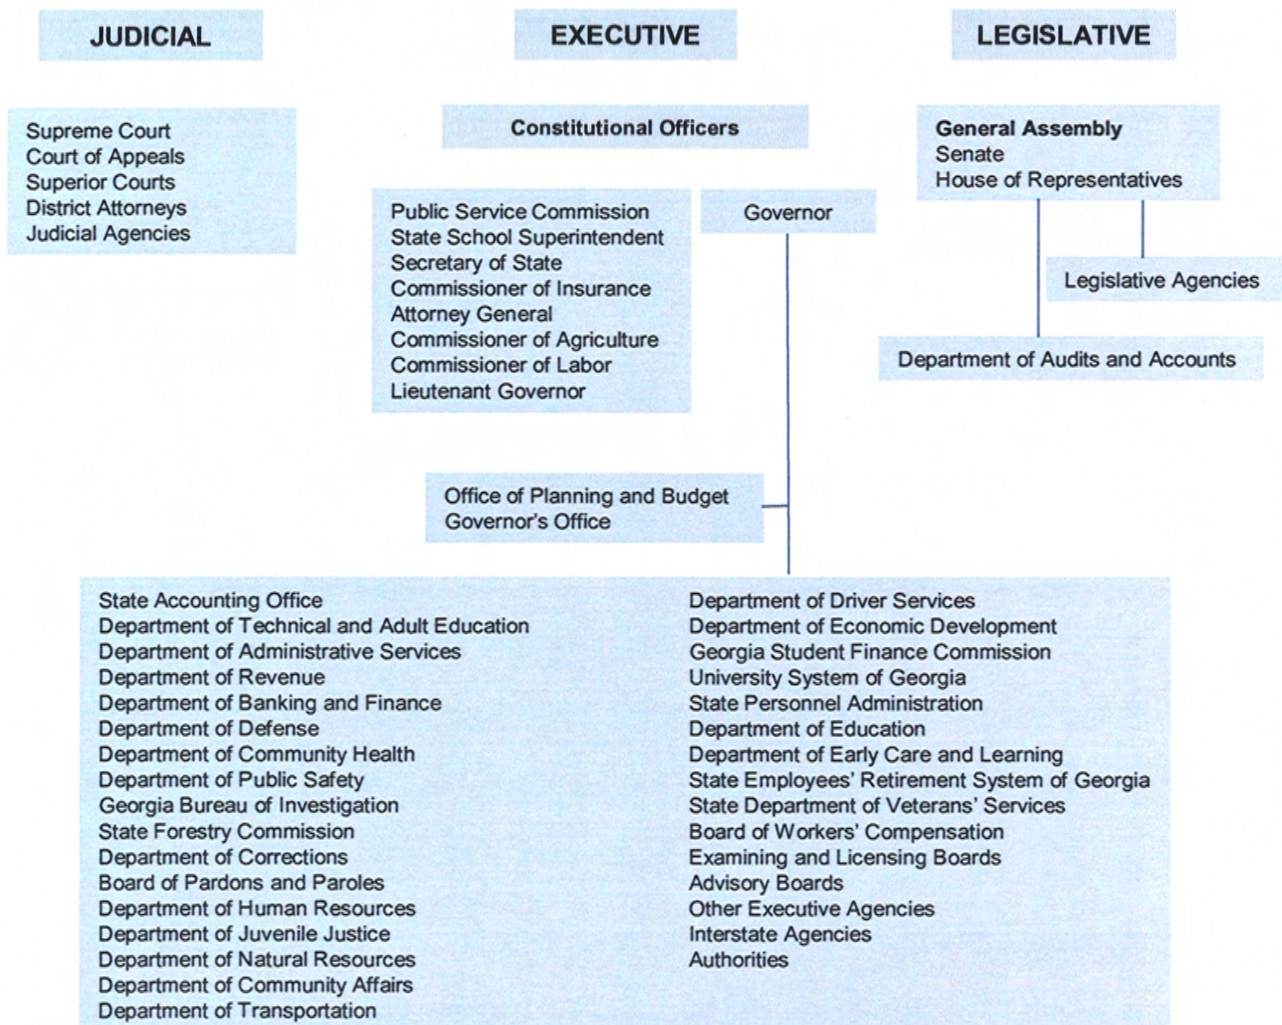 JUDICIAL
Supreme Court
Court of Appeals
Superior Courts
District Attorneys
Judicial Agencies
EXECUTIVE
Constitutional Officers
Public Service Commission
State School Superintendent
Secretary of State
Commissioner of Insurance
Attorney General
Commissioner of Agriculture
Commissioner of Labor
Lieutenant Governor
Governor
Office of Planning and Budget
Governor's Office
State Accounting Office
Department of Technical and Adult Education
Department of Administrative Services
Department of Revenue
Department of Banking and Finance
Department of Defense
Department of Community Health
Department of Public Safety
Georgia Bureau of Investigation
State Forestry Commission
Department of Corrections
Board of Pardons and Paroles
Department of Human Resources
Department of Juvenile Justice
Department of Natural Resources
Department of Community Affairs
Department of Transportation
Department of Driver Services
Department of Economic Development
Georgia Student Finance Commission
University System of Georgia
State Personnel Administration
Department of Education
Department of Early Care and Learning
State Employees' Retirement System of Georgia
State Department of Veterans' Services
Board of Workers' Compensation
Examining and Licensing Boards
Advisory Boards
Other Executive Agencies
Interstate Agencies
Authorities
LEGISLATIVE
General Assembly
Senate
House of Representatives
Legislative Agencies
Department of Audits and Accounts